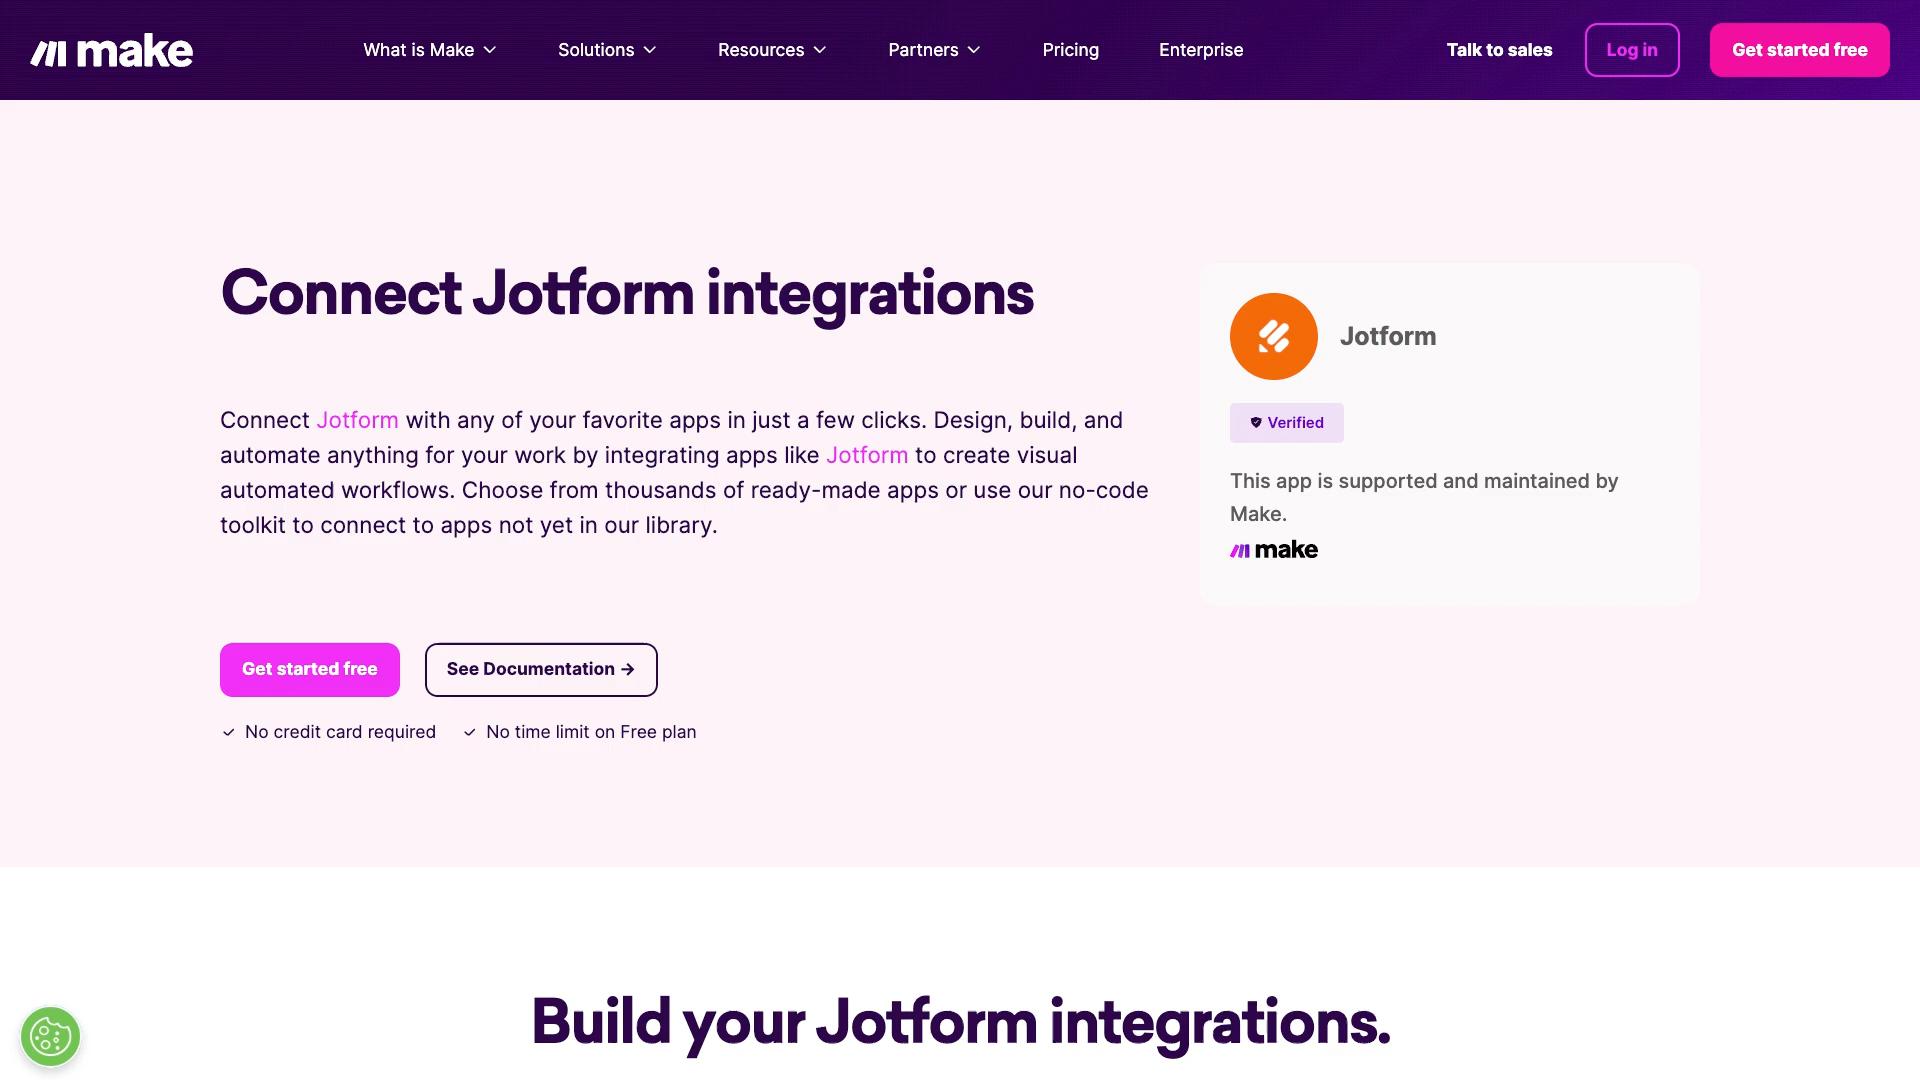 make
What is Make
Solutions
Resources
Partners
Pricing
Enterprise
Talk to sales
Log in
Get started free
Connect Jotform integrations
Connect Jotform with any of your favorite apps in just a few clicks. Design, build, and
automate anything for your work by integrating apps like Jotform to create visual
automated workflows. Choose from thousands of ready-made apps or use our no-code
toolkit to connect to apps not yet in our library.
Get started free
See Documentation →
No credit card required
No time limit on Free plan
Jotform
Verified
This app is supported and maintained by
Make.
make
Build your Jotform integrations.